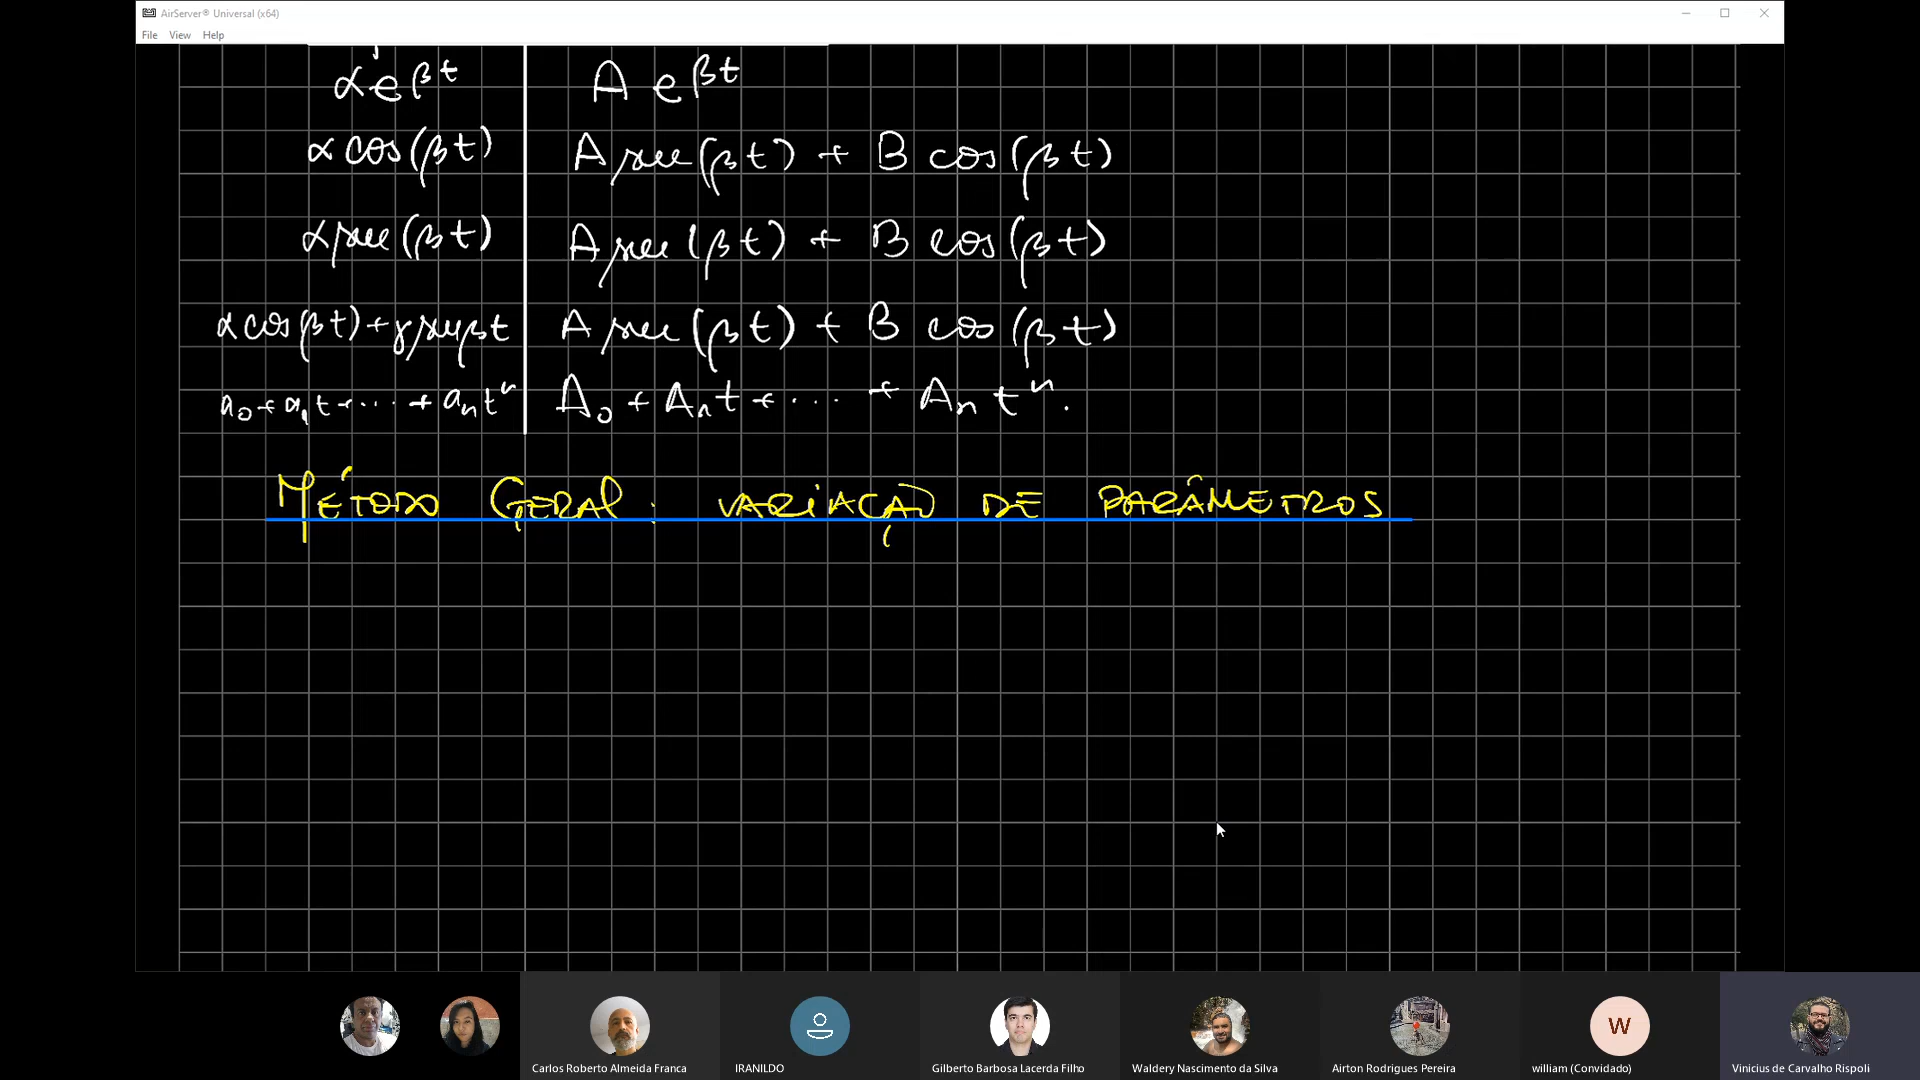 AirServer® Universal (x64)
File View Help
αe^βt A e^βt
α cos(βt) A sen(βt) + B cos(βt)
α sen(βt) A sen(βt) + B cos(βt)
α cos(βt) + γ sen βt A sen(βt) + B cos(βt)
a₀ + a₁t + ... + aₙtⁿ A₀ + Aₙt + ... + Aₙtⁿ.
MÉTODO GERAL: VARIAÇÃO DE PARÂMETROS
W
Carlos Roberto Almeida Franca IRANILDO Gilberto Barbosa Lacerda Filho Waldery Nascimento da Silva Airton Rodrigues Pereira william (Convidado) Vinicius de Carvalho Rispoli